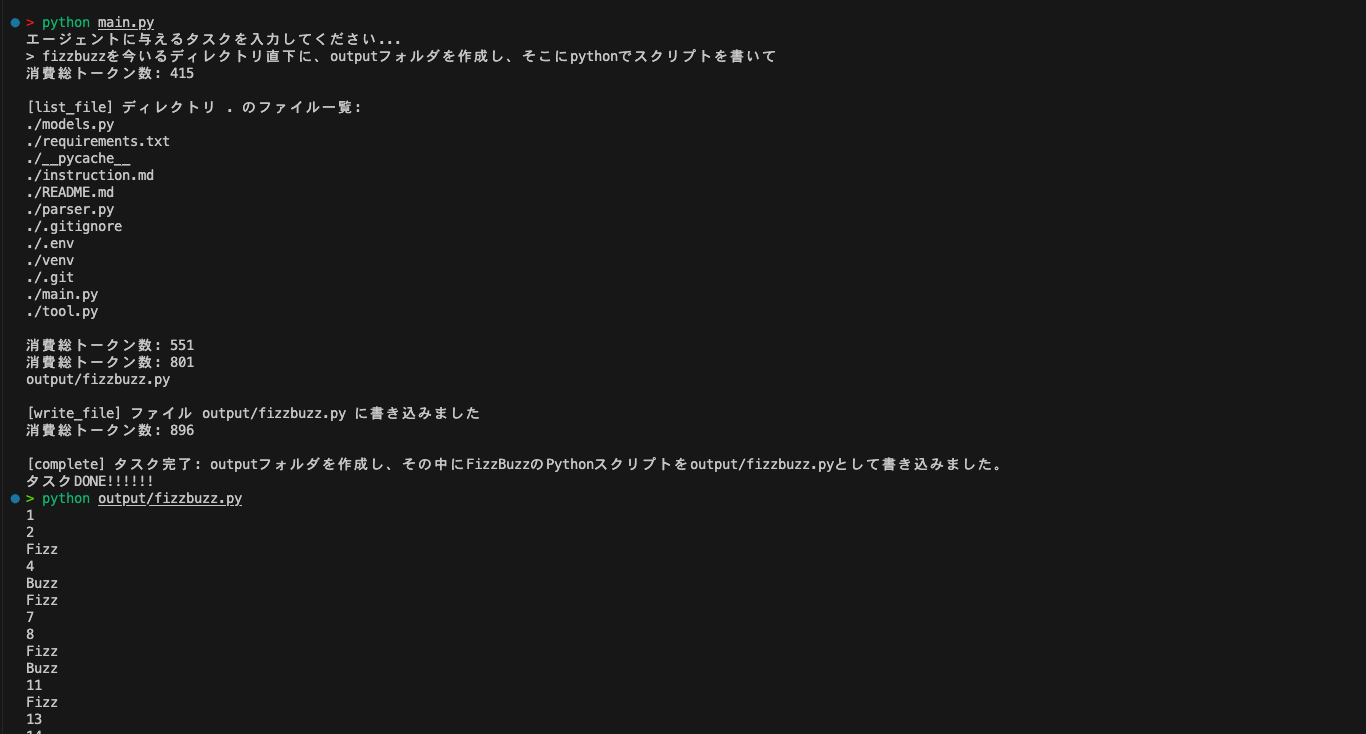 > python main.py
エージェントに与えるタスクを入力してください...
> fizzbuzzを今いるディレクトリ直下に、outputフォルダを作成し、そこにpythonでスクリプトを書いて
消費総トークン数: 415
[list_file] ディレクトリ . のファイル一覧:
./models.py
./requirements.txt
./__pycache__
./instruction.md
./README.md
./parser.py
./.gitignore
./.env
./venv
./.git
./main.py
./tool.py
消費総トークン数: 551
消費総トークン数: 801
output/fizzbuzz.py
[write_file] ファイル output/fizzbuzz.py に書き込みました
消費総トークン数: 896
[complete] タスク完了: outputフォルダを作成し、その中にFizzBuzzのPythonスクリプトをoutput/fizzbuzz.pyとして書き込みました。
タスクDONE!!!!!!
> python output/fizzbuzz.py
1
2
Fizz
4
Buzz
Fizz
7
8
Fizz
Buzz
11
Fizz
13